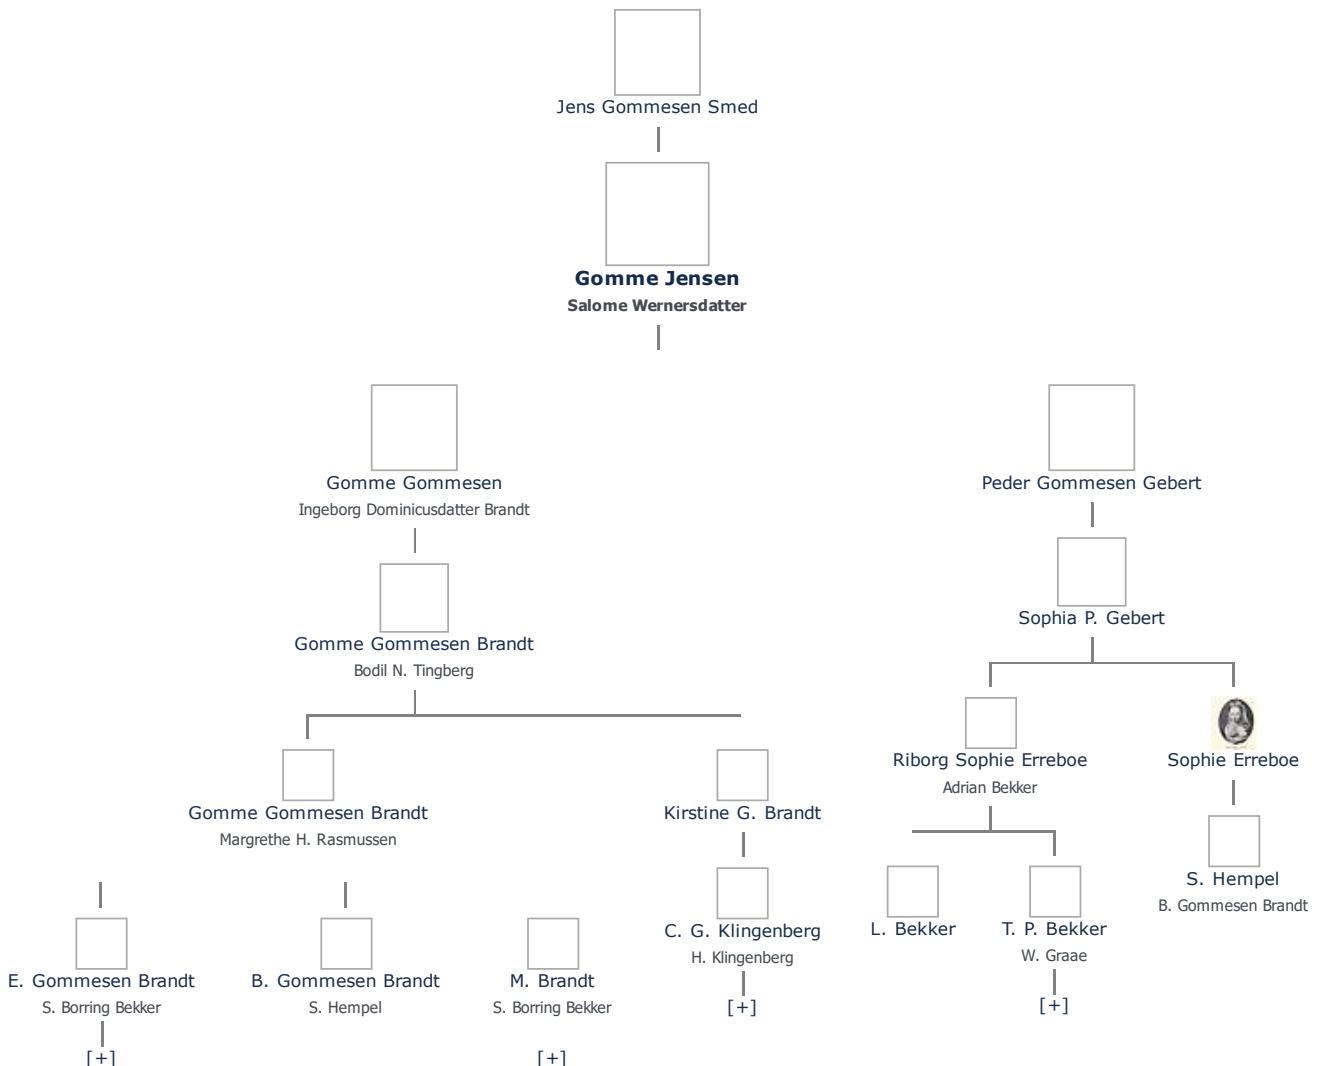 Jens Gommesen Smed
Gomme Jensen
Salome Wernersdatter
Gomme Gommesen
Ingeborg Dominicusdatter Brandt
Peder Gommesen Gebert
Sophia P. Gebert
Gomme Gommesen Brandt
Bodil N. Tingberg
Riborg Sophie Erreboe
Adrian Bekker
Sophie Erreboe
Gomme Gommesen Brandt
Margrethe H. Rasmussen
Kirstine G. Brandt
S. Hempel
B. Gommesen Brandt
L. Bekker
T. P. Bekker
W. Graae
[+]
C. G. Klingenberg
H. Klingenberg
[+]
E. Gommesen Brandt
S. Borring Bekker
[+]
B. Gommesen Brandt
S. Hempel
M. Brandt
S. Borring Bekker
[+]